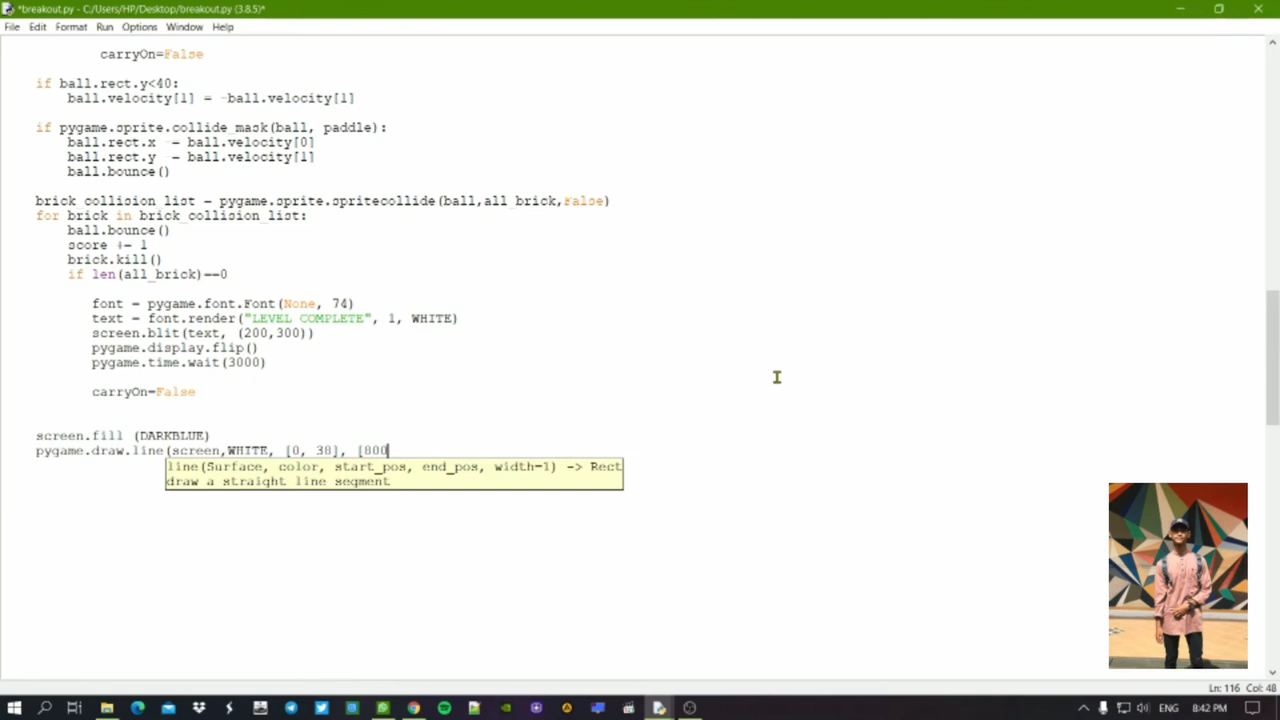 *breakout.py - C:/Users/HP/Desktop/breakout.py (3.8.5)*
File Edit Format Run Options Window Help
carryOn=False
if ball.rect.y<40:
ball.velocity[1] = -ball.velocity[1]
if pygame.sprite.collide_mask(ball, paddle):
ball.rect.x -= ball.velocity[0]
ball.rect.y -= ball.velocity[1]
ball.bounce()
brick_collision_list = pygame.sprite.spritecollide(ball,all_brick,False)
for brick in brick_collision_list:
ball.bounce()
score += 1
brick.kill()
if len(all_brick)==0
font = pygame.font.Font(None, 74)
text = font.render("LEVEL COMPLETE", 1, WHITE)
screen.blit(text, (200,300))
pygame.display.flip()
pygame.time.wait(3000)
carryOn=False
screen.fill (DARKBLUE)
pygame.draw.line(screen,WHITE, [0, 38], [800
line(Surface, color, start_pos, end_pos, width=1) -> Rect
draw a straight line segment
Ln: 116 Col: 48
ENG 8:42 PM